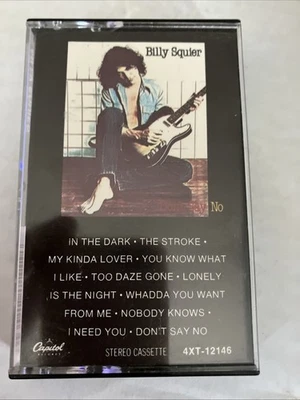 Billy Squier
No
IN THE DARK • THE STROKE •
MY KINDA LOVER • YOU KNOW WHAT
I LIKE • TOO DAZE GONE • LONELY
IS THE NIGHT • WHADDA YOU WANT
FROM ME • NOBODY KNOWS •
I NEED YOU • DON'T SAY NO
Capitol
RECORDS
STEREO CASSETTE 4XT-12146